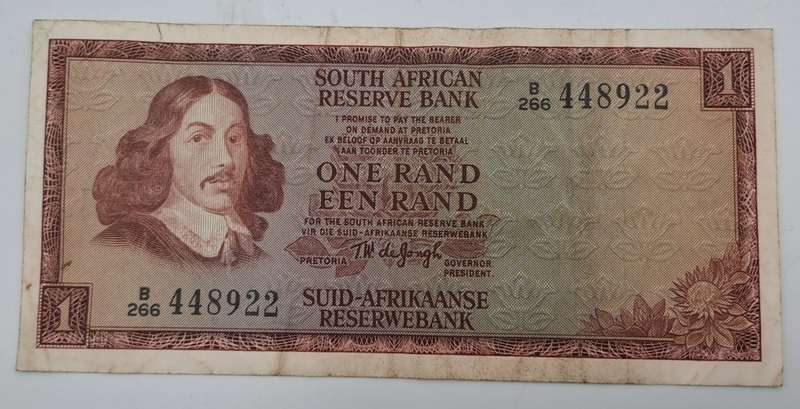 1
SOUTH AFRICAN
RESERVE BANK
B/266 448922
I PROMISE TO PAY THE BEARER
ON DEMAND AT PRETORIA
EK BELOOF OP AANVRAAG TE BETAAL
AAN TOONDER TE PRETORIA
ONE RAND
EEN RAND
FOR THE SOUTH AFRICAN RESERVE BANK
VIR DIE SUID-AFRIKAANSE RESERWEBANK
T.W. de Jongh
PRETORIA
GOVERNOR
PRESIDENT.
1
B/266 448922
SUID-AFRIKAANSE
RESERWEBANK